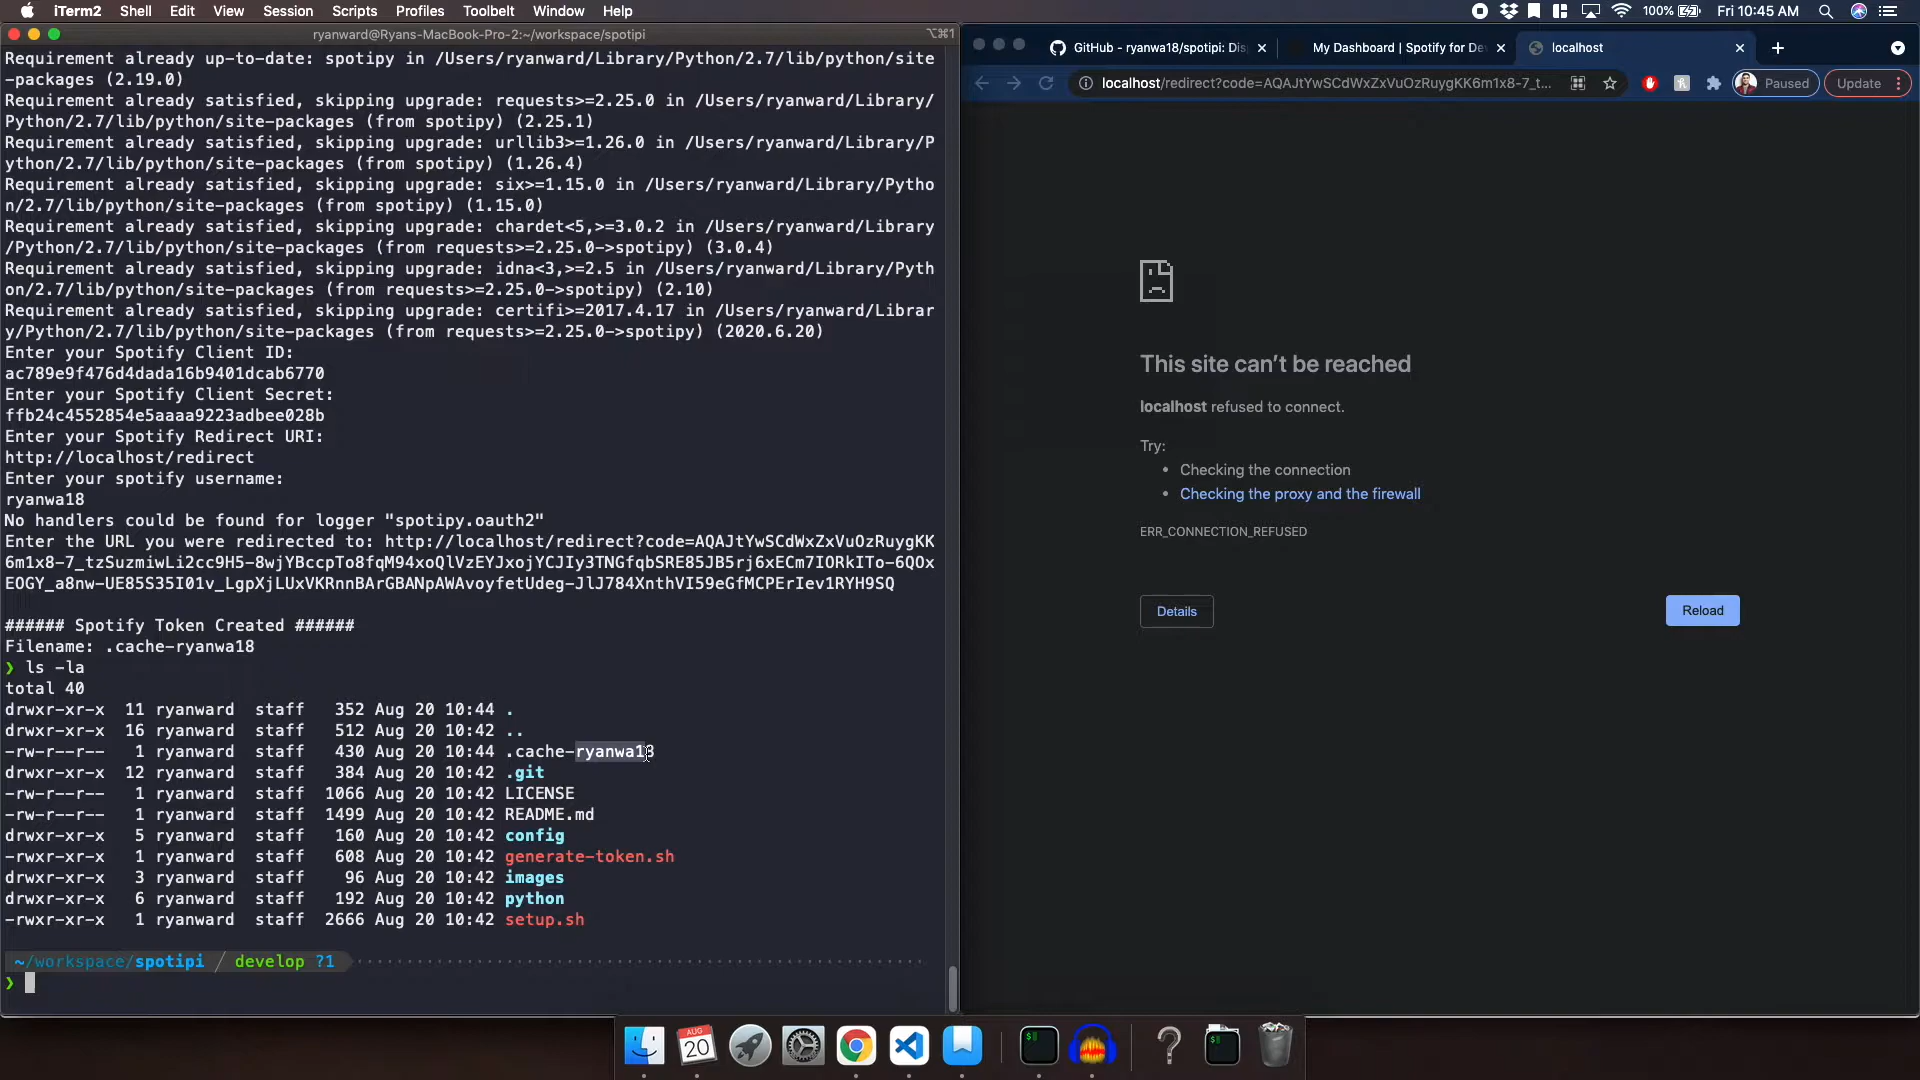 iTerm2 Shell Edit View Session Scripts Profiles Toolbelt Window Help 100% Fri 10:45 AM
ryanward@Ryans-MacBook-Pro-2:~/workspace/spotipi ⌥⌘1
Requirement already up-to-date: spotipy in /Users/ryanward/Library/Python/2.7/lib/python/site
-packages (2.19.0)
Requirement already satisfied, skipping upgrade: requests>=2.25.0 in /Users/ryanward/Library/
Python/2.7/lib/python/site-packages (from spotipy) (2.25.1)
Requirement already satisfied, skipping upgrade: urllib3>=1.26.0 in /Users/ryanward/Library/P
ython/2.7/lib/python/site-packages (from spotipy) (1.26.4)
Requirement already satisfied, skipping upgrade: six>=1.15.0 in /Users/ryanward/Library/Pytho
n/2.7/lib/python/site-packages (from spotipy) (1.15.0)
Requirement already satisfied, skipping upgrade: chardet<5,>=3.0.2 in /Users/ryanward/Library
/Python/2.7/lib/python/site-packages (from requests>=2.25.0->spotipy) (3.0.4)
Requirement already satisfied, skipping upgrade: idna<3,>=2.5 in /Users/ryanward/Library/Pyth
on/2.7/lib/python/site-packages (from requests>=2.25.0->spotipy) (2.10)
Requirement already satisfied, skipping upgrade: certifi>=2017.4.17 in /Users/ryanward/Librar
y/Python/2.7/lib/python/site-packages (from requests>=2.25.0->spotipy) (2020.6.20)
Enter your Spotify Client ID:
ac789e9f476d4dada16b9401dcab6770
Enter your Spotify Client Secret:
ffb24c4552854e5aaaa9223adbee028b
Enter your Spotify Redirect URI:
http://localhost/redirect
Enter your spotify username:
ryanwa18
No handlers could be found for logger "spotipy.oauth2"
Enter the URL you were redirected to: http://localhost/redirect?code=AQAJtYwSCdWxZxVuOzRuygKK
6m1x8-7_tzSuzmiwLi2cc9H5-8wjYBccpTo8fqM94xoQlVzEYJxojYCJIy3TNGfqbSRE85JB5rj6xECm7IORkITo-6QOx
EOGY_a8nw-UE85S35I01v_LgpXjLUxVKRnnBArGBANpAWAvoyfetUdeg-JlJ784XnthVI59eGfMCPErIev1RYH9SQ
###### Spotify Token Created ######
Filename: .cache-ryanwa18
❯ ls -la
total 40
drwxr-xr-x 11 ryanward staff 352 Aug 20 10:44 .
drwxr-xr-x 16 ryanward staff 512 Aug 20 10:42 ..
-rw-r--r-- 1 ryanward staff 430 Aug 20 10:44 .cache-ryanwa18
drwxr-xr-x 12 ryanward staff 384 Aug 20 10:42 .git
-rw-r--r-- 1 ryanward staff 1066 Aug 20 10:42 LICENSE
-rw-r--r-- 1 ryanward staff 1499 Aug 20 10:42 README.md
drwxr-xr-x 5 ryanward staff 160 Aug 20 10:42 config
-rwxr-xr-x 1 ryanward staff 608 Aug 20 10:42 generate-token.sh
drwxr-xr-x 3 ryanward staff 96 Aug 20 10:42 images
drwxr-xr-x 6 ryanward staff 192 Aug 20 10:42 python
-rwxr-xr-x 1 ryanward staff 2666 Aug 20 10:42 setup.sh
~/workspace/spotipi / develop ?1
❯
GitHub - ryanwa18/spotipi: Dis My Dashboard | Spotify for De localhost
localhost/redirect?code=AQAJtYwSCdWxZxVuOzRuygKK6m1x8-7_t... Paused Update
This site can't be reached
localhost refused to connect.
Try:
• Checking the connection
• Checking the proxy and the firewall
ERR_CONNECTION_REFUSED
Details Reload
AUG
20